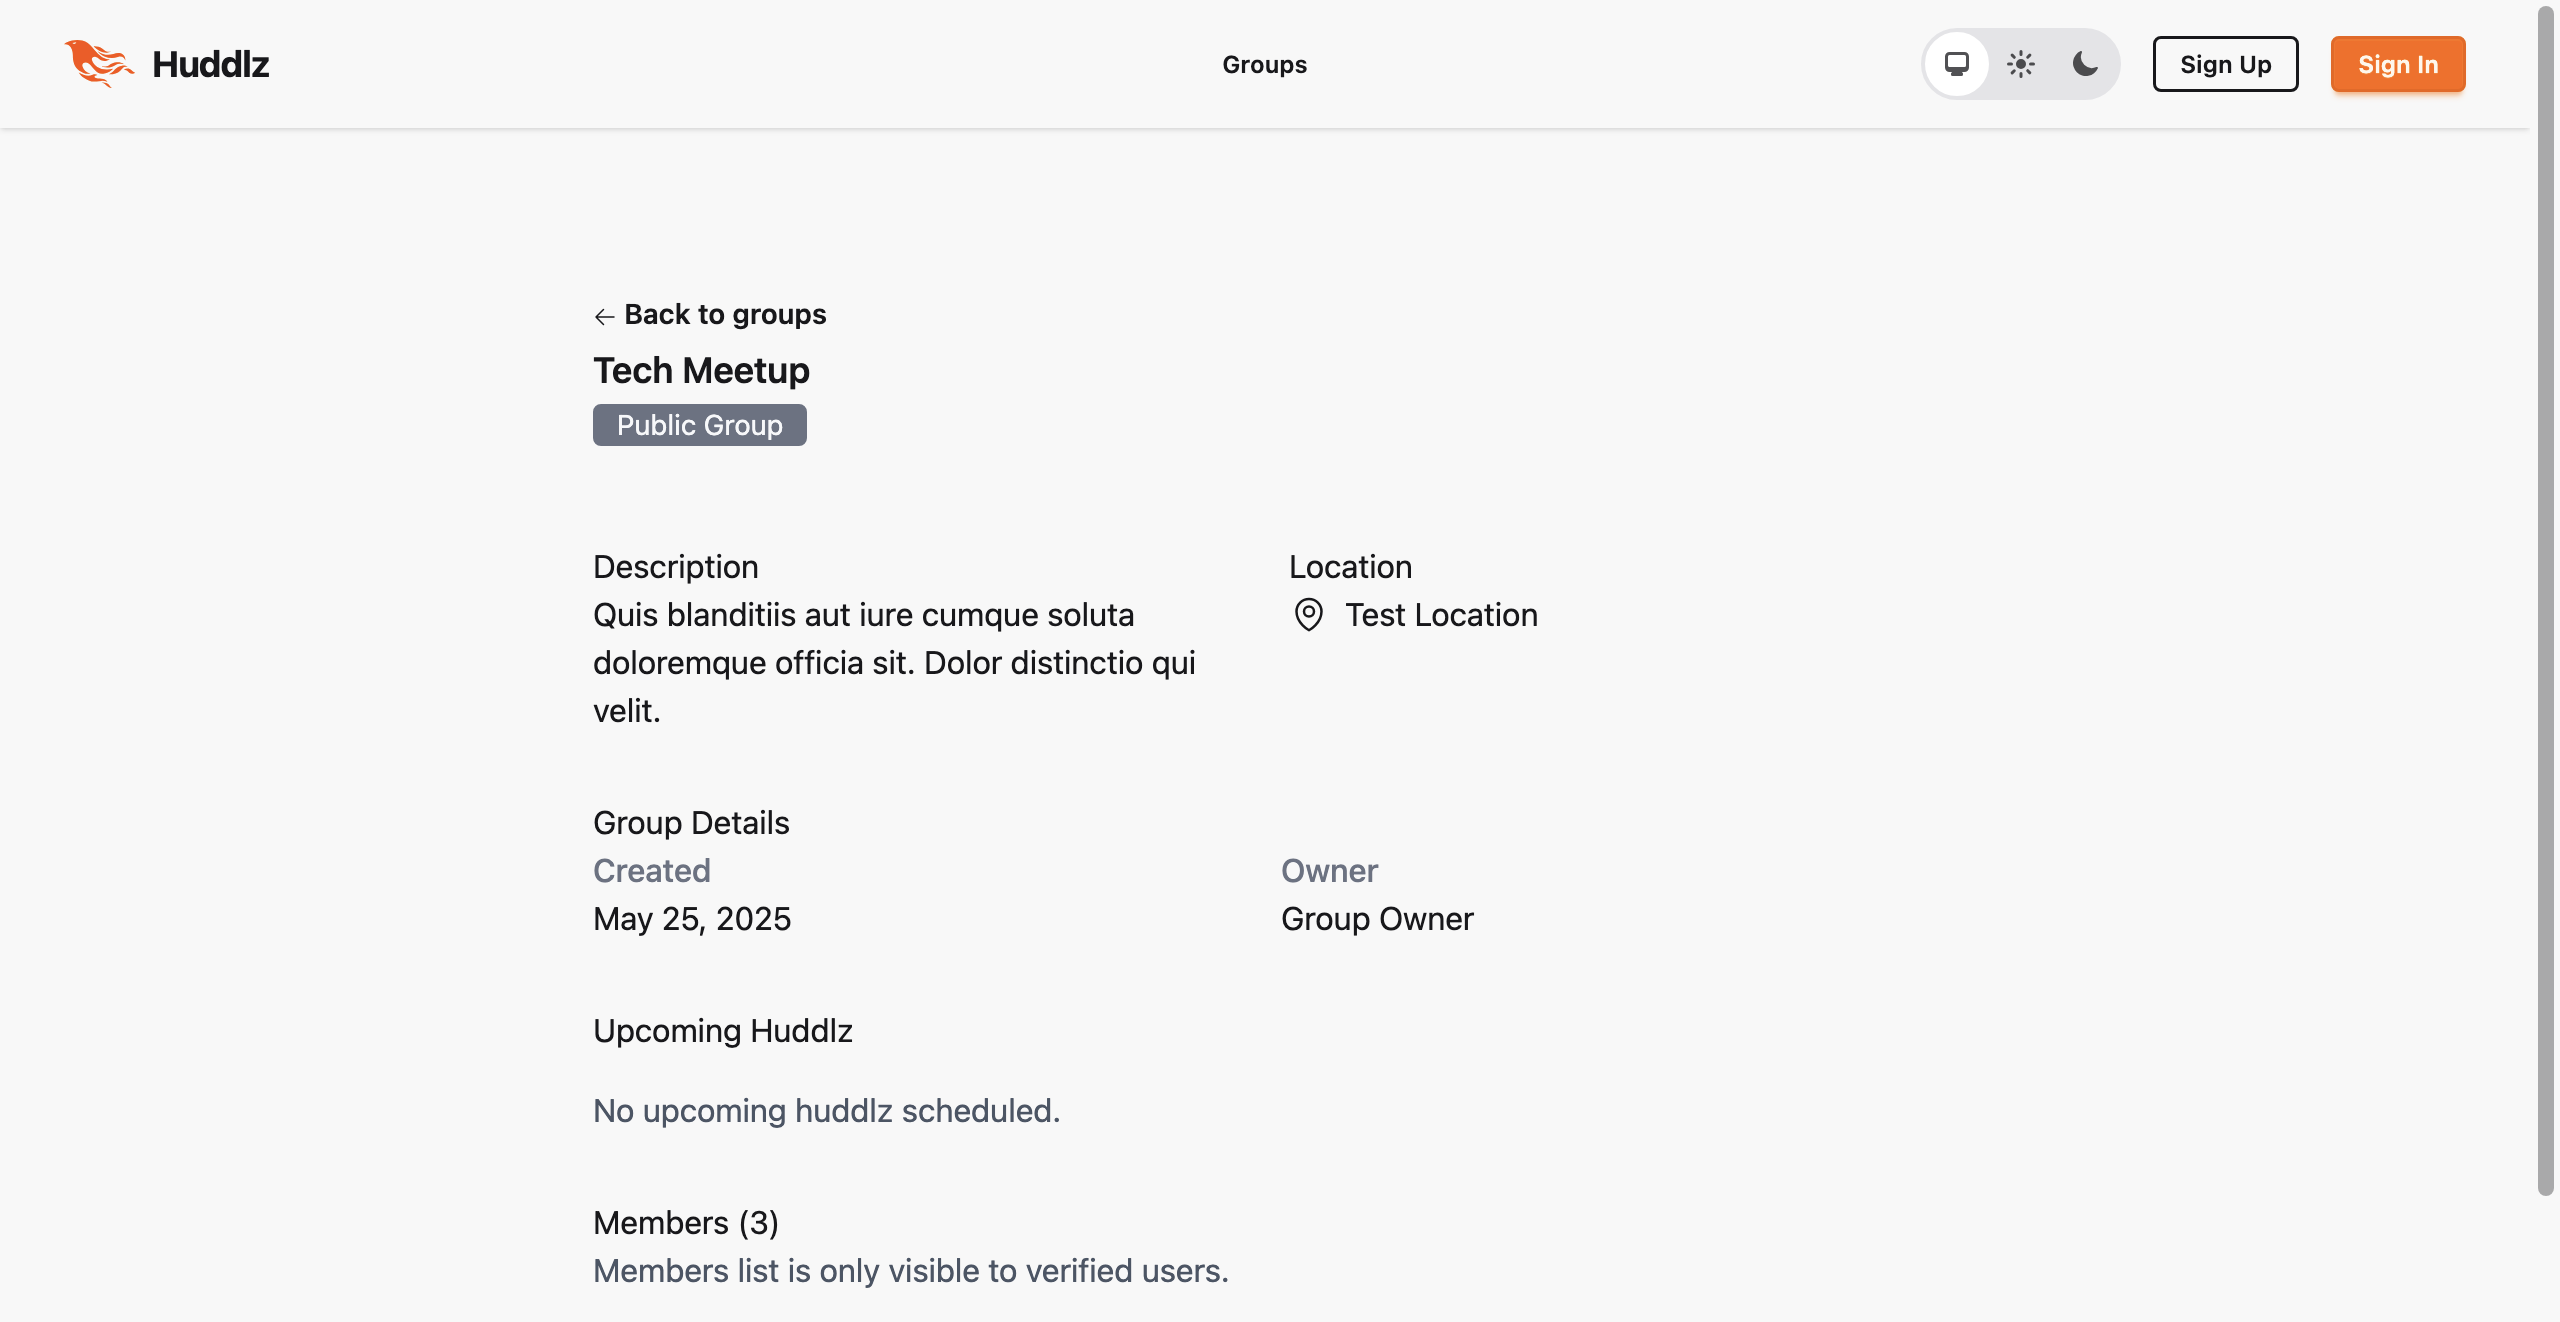 Huddlz
Groups
Sign Up
Sign In
Back to groups
Tech Meetup
Public Group
Description
Quis blanditiis aut iure cumque soluta
doloremque officia sit. Dolor distinctio qui
velit.
Location
Test Location
Group Details
Created
May 25, 2025
Owner
Group Owner
Upcoming Huddlz
No upcoming huddlz scheduled.
Members (3)
Members list is only visible to verified users.